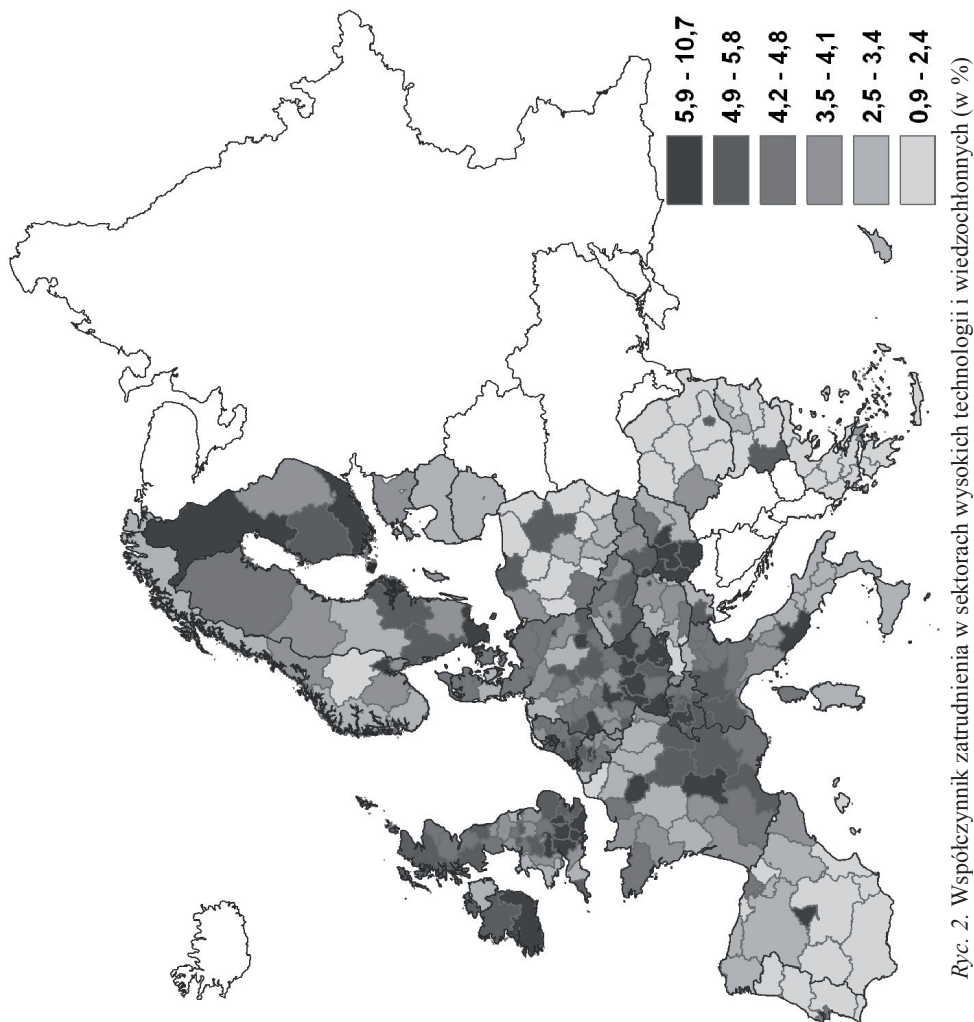 5,9 - 10,7
4,9 - 5,8
4,2 - 4,8
3,5 - 4,1
2,5 - 3,4
0,9 - 2,4
Ryc. 2. Współczynnik zatrudnienia w sektorach wysokich technologii i wiedzochłonnych (w %)